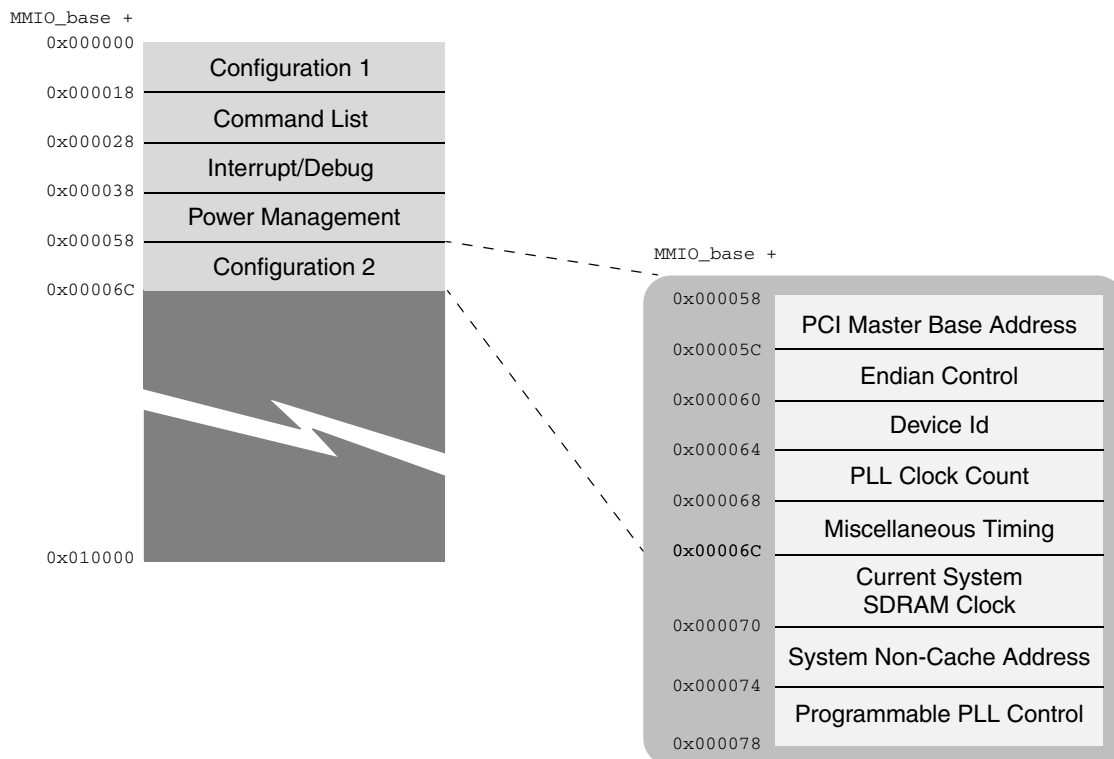 MMIO_base +
0x000000
Configuration 1
0x000018
Command List
0x000028
Interrupt/Debug
0x000038
Power Management
0x000058
Configuration 2
0x00006C
0x010000
MMIO_base +
0x000058
PCI Master Base Address
0x00005C
Endian Control
0x000060
Device Id
0x000064
PLL Clock Count
0x000068
Miscellaneous Timing
0x00006C
Current System
SDRAM Clock
0x000070
System Non-Cache Address
0x000074
Programmable PLL Control
0x000078